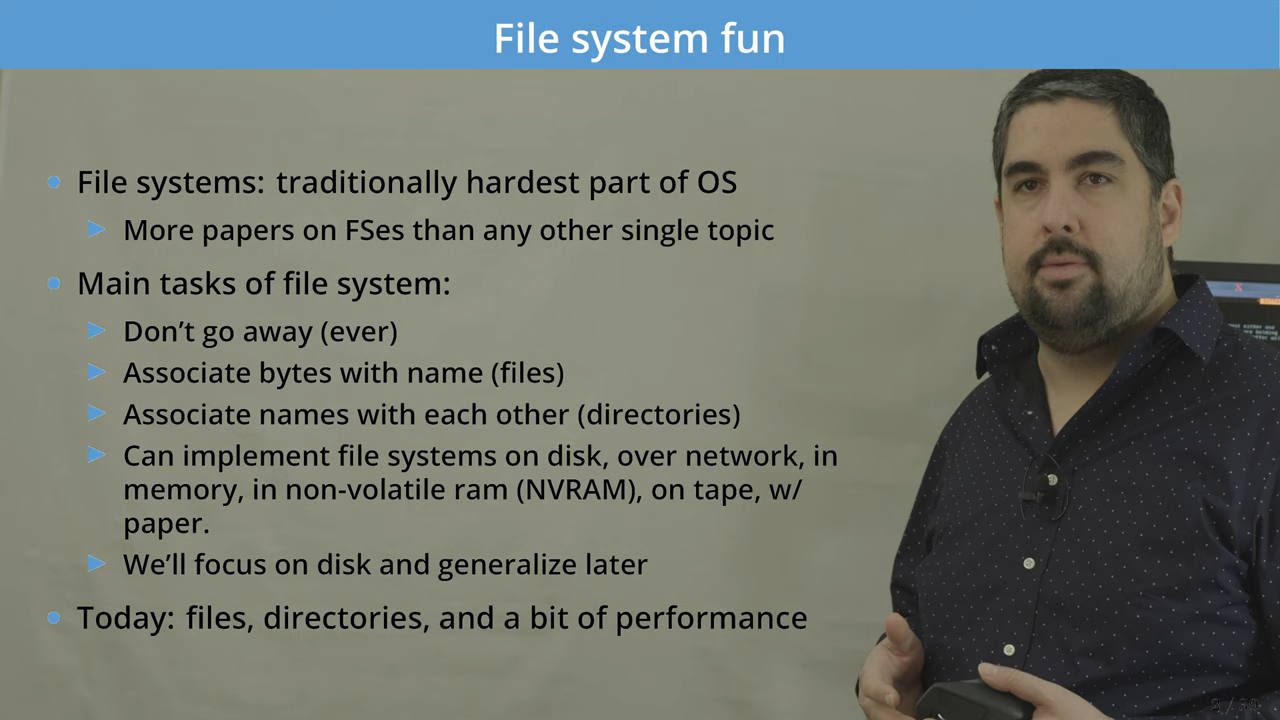 File system fun
File systems: traditionally hardest part of OS
More papers on FSes than any other single topic
Main tasks of file system:
Don’t go away (ever)
Associate bytes with name (files)
Associate names with each other (directories)
Can implement file systems on disk, over network, in
memory, in non-volatile ram (NVRAM), on tape, w/
paper.
We’ll focus on disk and generalize later
Today: files, directories, and a bit of performance